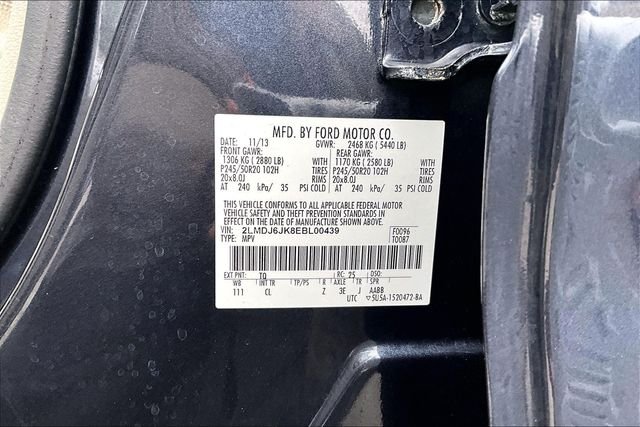 MFD. BY FORD MOTOR CO.
DATE: 11/13 GVWR: 2468 KG ( 5440 LB)
FRONT GAWR: REAR GAWR:
1306 KG ( 2880 LB) WITH 1170 KG ( 2580 LB) WITH
P245/50R20 102H TIRES P245/50R20 102H TIRES
20x8.0J RIMS 20x8.0J RIMS
AT 240 kPa/ 35 PSI COLD AT 240 kPa/ 35 PSI COLD
THIS VEHICLE CONFORMS TO ALL APPLICABLE FEDERAL MOTOR
VEHICLE SAFETY AND THEFT PREVENTION STANDARDS IN
EFFECT ON THE DATE OF MANUFACTURE SHOWN ABOVE.
VIN: 2LMDJ6JK8EBL00439 F0096
TYPE: MPV T0087
EXT PNT: TQ RC: 25 DSO:
WB INT TR TP/PS R AXLE TR SPR
111 CL Z 3E J AABB
UTC ▽5U5A-1520472-BA